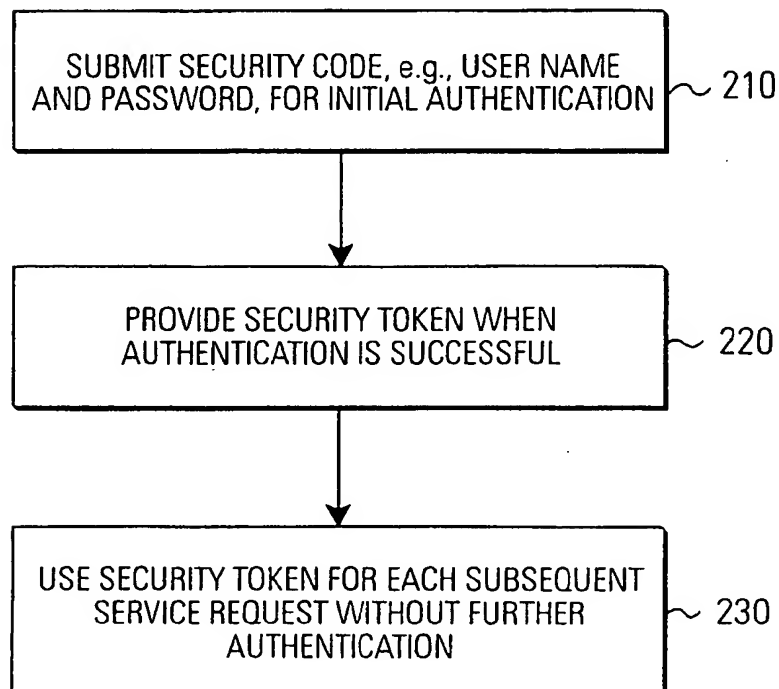 SUBMIT SECURITY CODE, e.g., USER NAME
AND PASSWORD, FOR INITIAL AUTHENTICATION
210
PROVIDE SECURITY TOKEN WHEN
AUTHENTICATION IS SUCCESSFUL
220
USE SECURITY TOKEN FOR EACH SUBSEQUENT
SERVICE REQUEST WITHOUT FURTHER
AUTHENTICATION
230